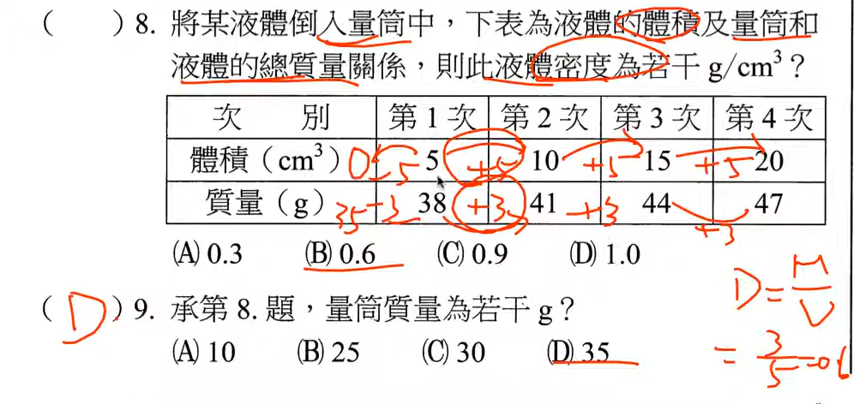 ( ) 8. 將某液體倒入量筒中，下表為液體的體積及量筒和
液體的總質量關係，則此液體密度為若干 g/cm³？
次 別 第 1 次 第 2 次 第 3 次 第 4 次
體積（cm³） 0 -5 5 +5 10 +5 15 +5 20
質量（g） 35 -3 38 +3 41 +3 44 +3 47
(A) 0.3 (B) 0.6 (C) 0.9 (D) 1.0
( D ) 9. 承第 8. 題，量筒質量為若干 g？
(A) 10 (B) 25 (C) 30 (D) 35
D = M/V
= 3/5 = 0.6